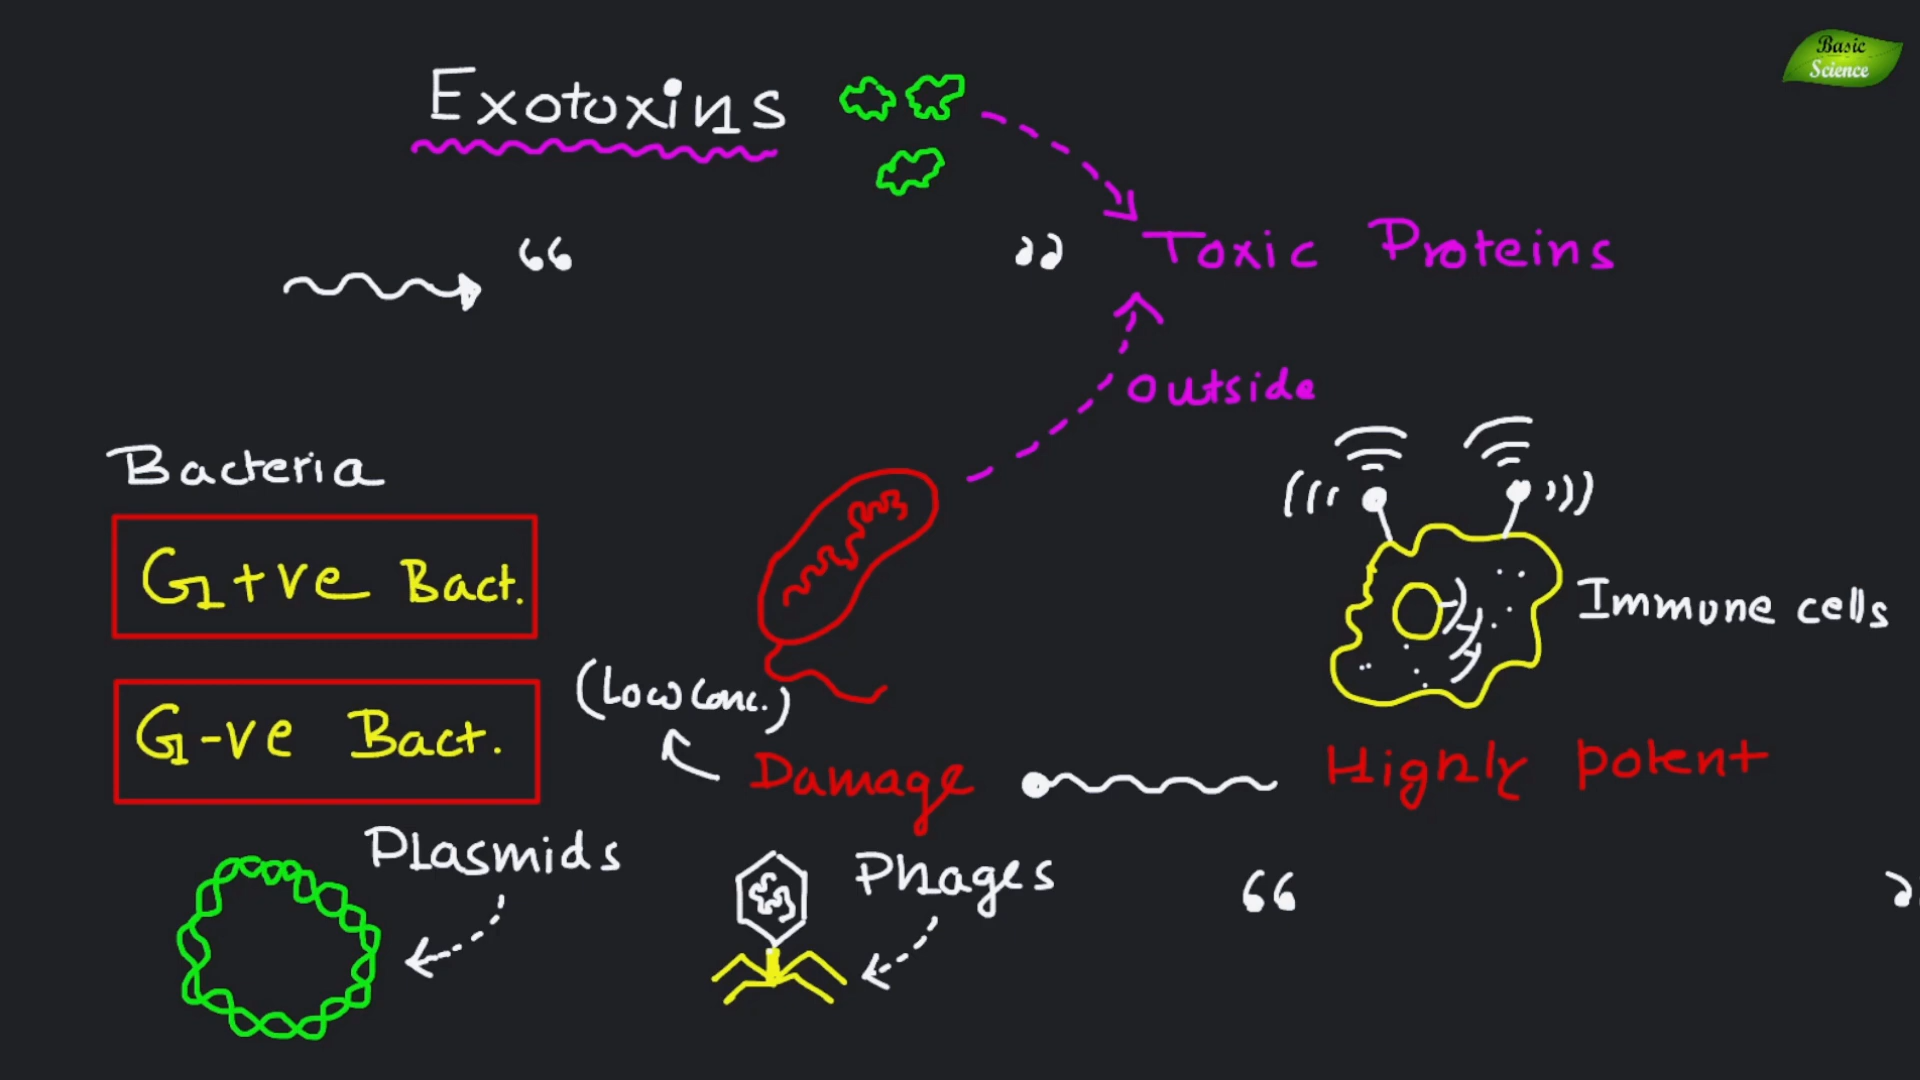 Basic
Science
Exotoxins
“ ”
Toxic Proteins
Outside
Bacteria
G+ve Bact.
G-ve Bact.
(Low Conc.)
Immune cells
Damage
Highly potent
Plasmids
Phages
“ ”